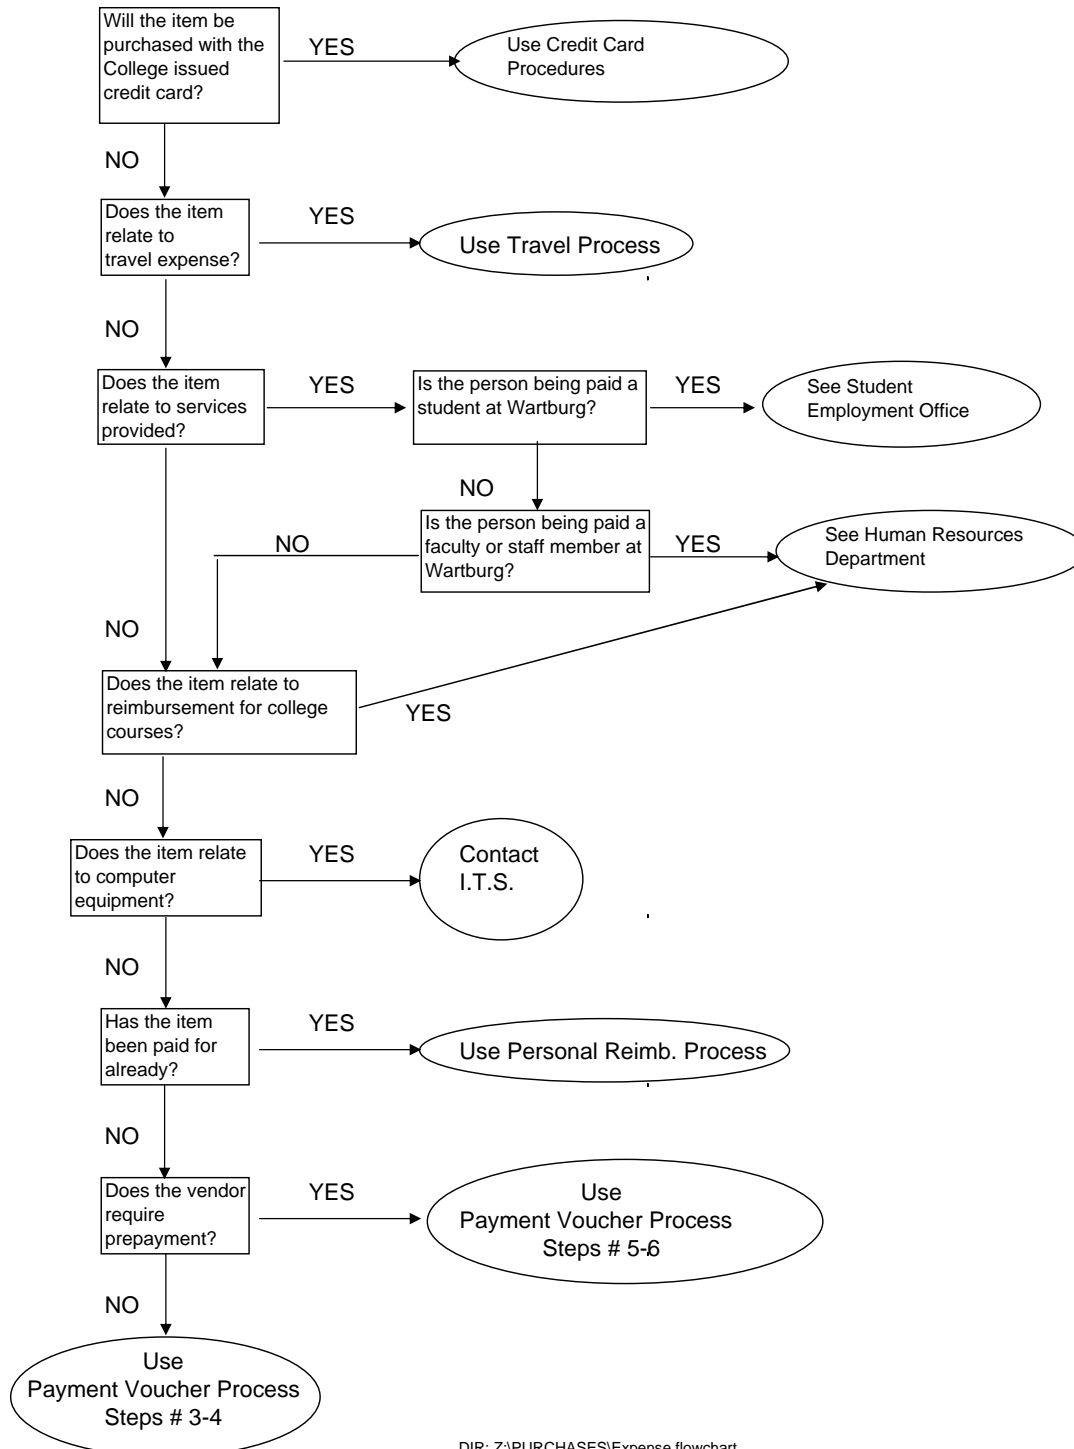 Will the item be
purchased with the
College issued
credit card?
YES
Use Credit Card
Procedures
NO
Does the item
relate to
travel expense?
YES
Use Travel Process
NO
Does the item
relate to services
provided?
YES
Is the person being paid a
student at Wartburg?
YES
See Student
Employment Office
NO
Is the person being paid a
faculty or staff member at
Wartburg?
NO
YES
See Human Resources
Department
NO
Does the item relate to
reimbursement for college
courses?
YES
NO
Does the item relate
to computer
equipment?
YES
Contact
I.T.S.
NO
Has the item
been paid for
already?
YES
Use Personal Reimb. Process
NO
Does the vendor
require
prepayment?
YES
Use
Payment Voucher Process
Steps # 5-6
NO
Use
Payment Voucher Process
Steps # 3-4
DIR: Z:\PURCHASES\Expense flowchart